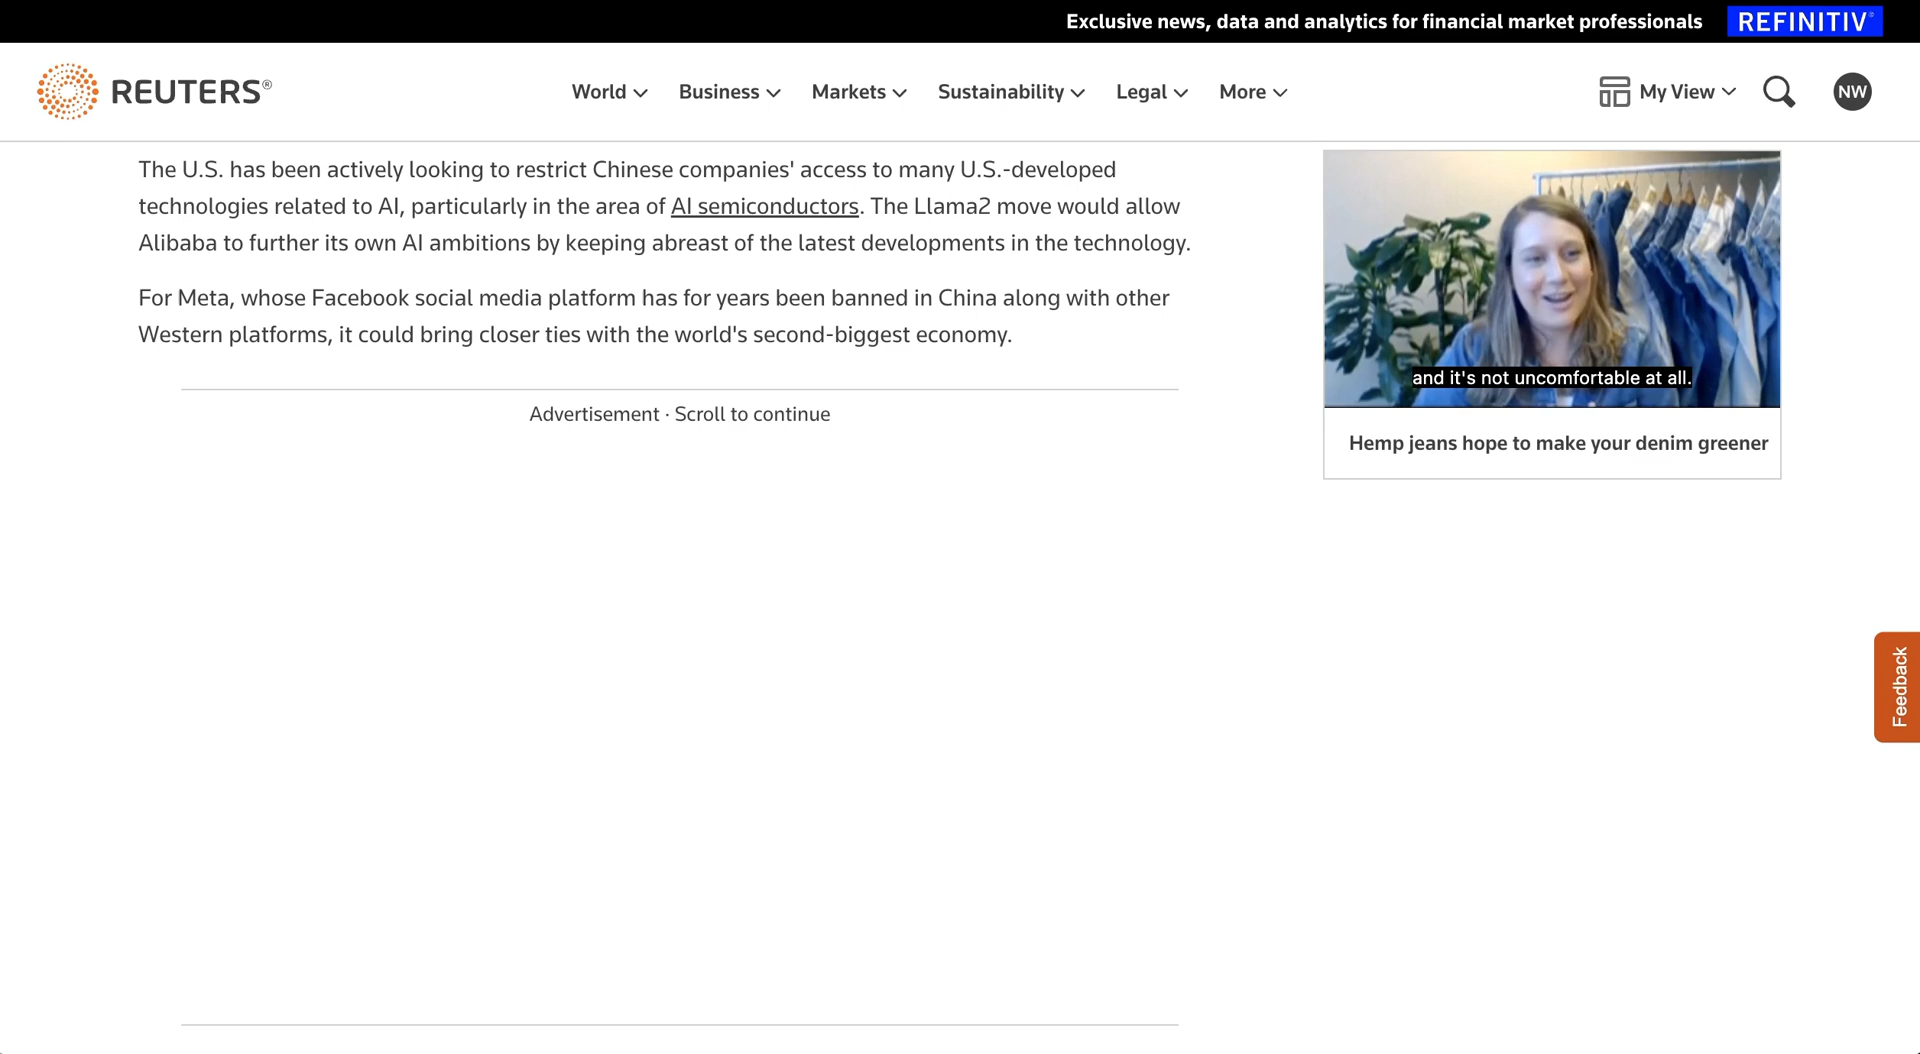 Exclusive news, data and analytics for financial market professionals
REFINITIV®
REUTERS®
World
Business
Markets
Sustainability
Legal
More
My View
NW
The U.S. has been actively looking to restrict Chinese companies' access to many U.S.-developed
technologies related to AI, particularly in the area of AI semiconductors. The Llama2 move would allow
Alibaba to further its own AI ambitions by keeping abreast of the latest developments in the technology.
For Meta, whose Facebook social media platform has for years been banned in China along with other
Western platforms, it could bring closer ties with the world's second-biggest economy.
Advertisement · Scroll to continue
and it's not uncomfortable at all.
Hemp jeans hope to make your denim greener
Feedback